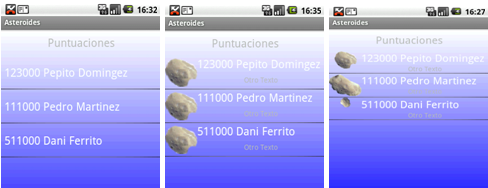 16:32
Asteroides
Puntuaciones
123000 Pepito Domingez
111000 Pedro Martinez
511000 Dani Ferrito
16:35
Asteroides
Puntuaciones
123000 Pepito Domingez
Otro Texto
111000 Pedro Martinez
Otro Texto
511000 Dani Ferrito
Otro Texto
16:27
Asteroides
Puntuaciones
123000 Pepito Domingez
Otro Texto
111000 Pedro Martinez
Otro Texto
511000 Dani Ferrito
Otro Texto